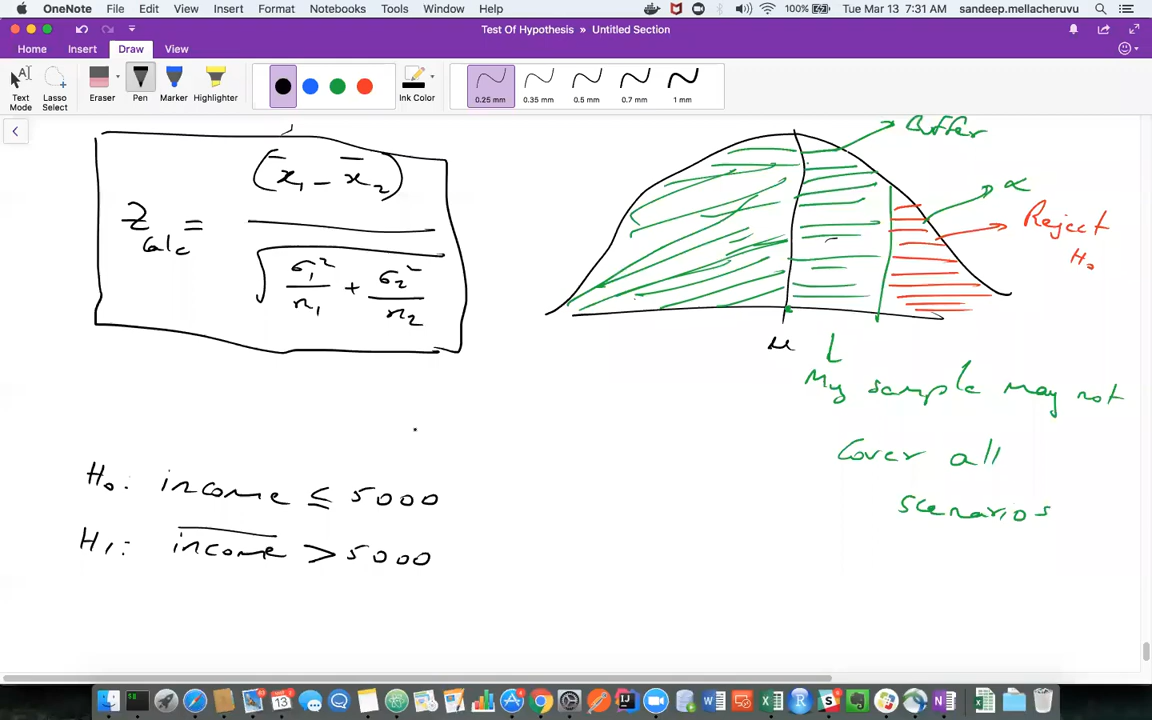 OneNote File Edit View Insert Format Notebooks Tools Window Help 100% Tue Mar 13 7:31 AM sandeep.mellacheruvu
Test Of Hypothesis » Untitled Section
Home Insert Draw View
Text Mode
Lasso Select
Eraser
Pen
Marker
Highlighter
Ink Color
0.25 mm
0.35 mm
0.5 mm
0.7 mm
1 mm
Z calc = (x̄₁ - x̄₂) / √(σ₁²/n₁ + σ₂²/n₂)
Buffer
α
Reject
H₀
μ
My sample may not
Cover all
scenarios
H₀: income ≤ 5000
H₁: income > 5000